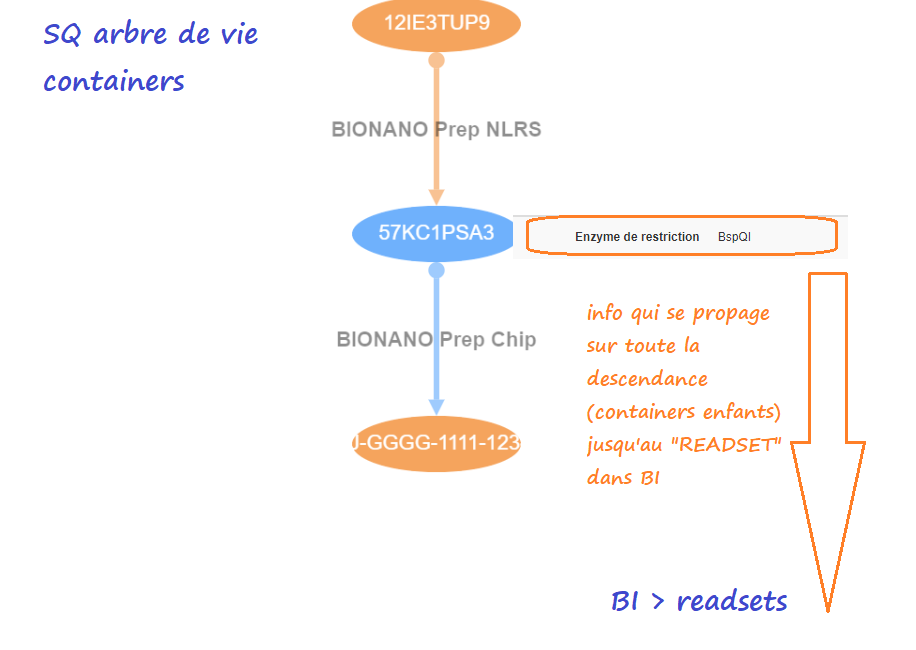 SQ arbre de vie
containers
12IE3TUP9
BIONANO Prep NLRS
57KC1PSA3
Enzyme de restriction BspQI
BIONANO Prep Chip
info qui se propage
sur toute la
descendance
(containers enfants)
jusqu'au "READSET"
dans BI
-GGGG-1111-123
BI > readsets